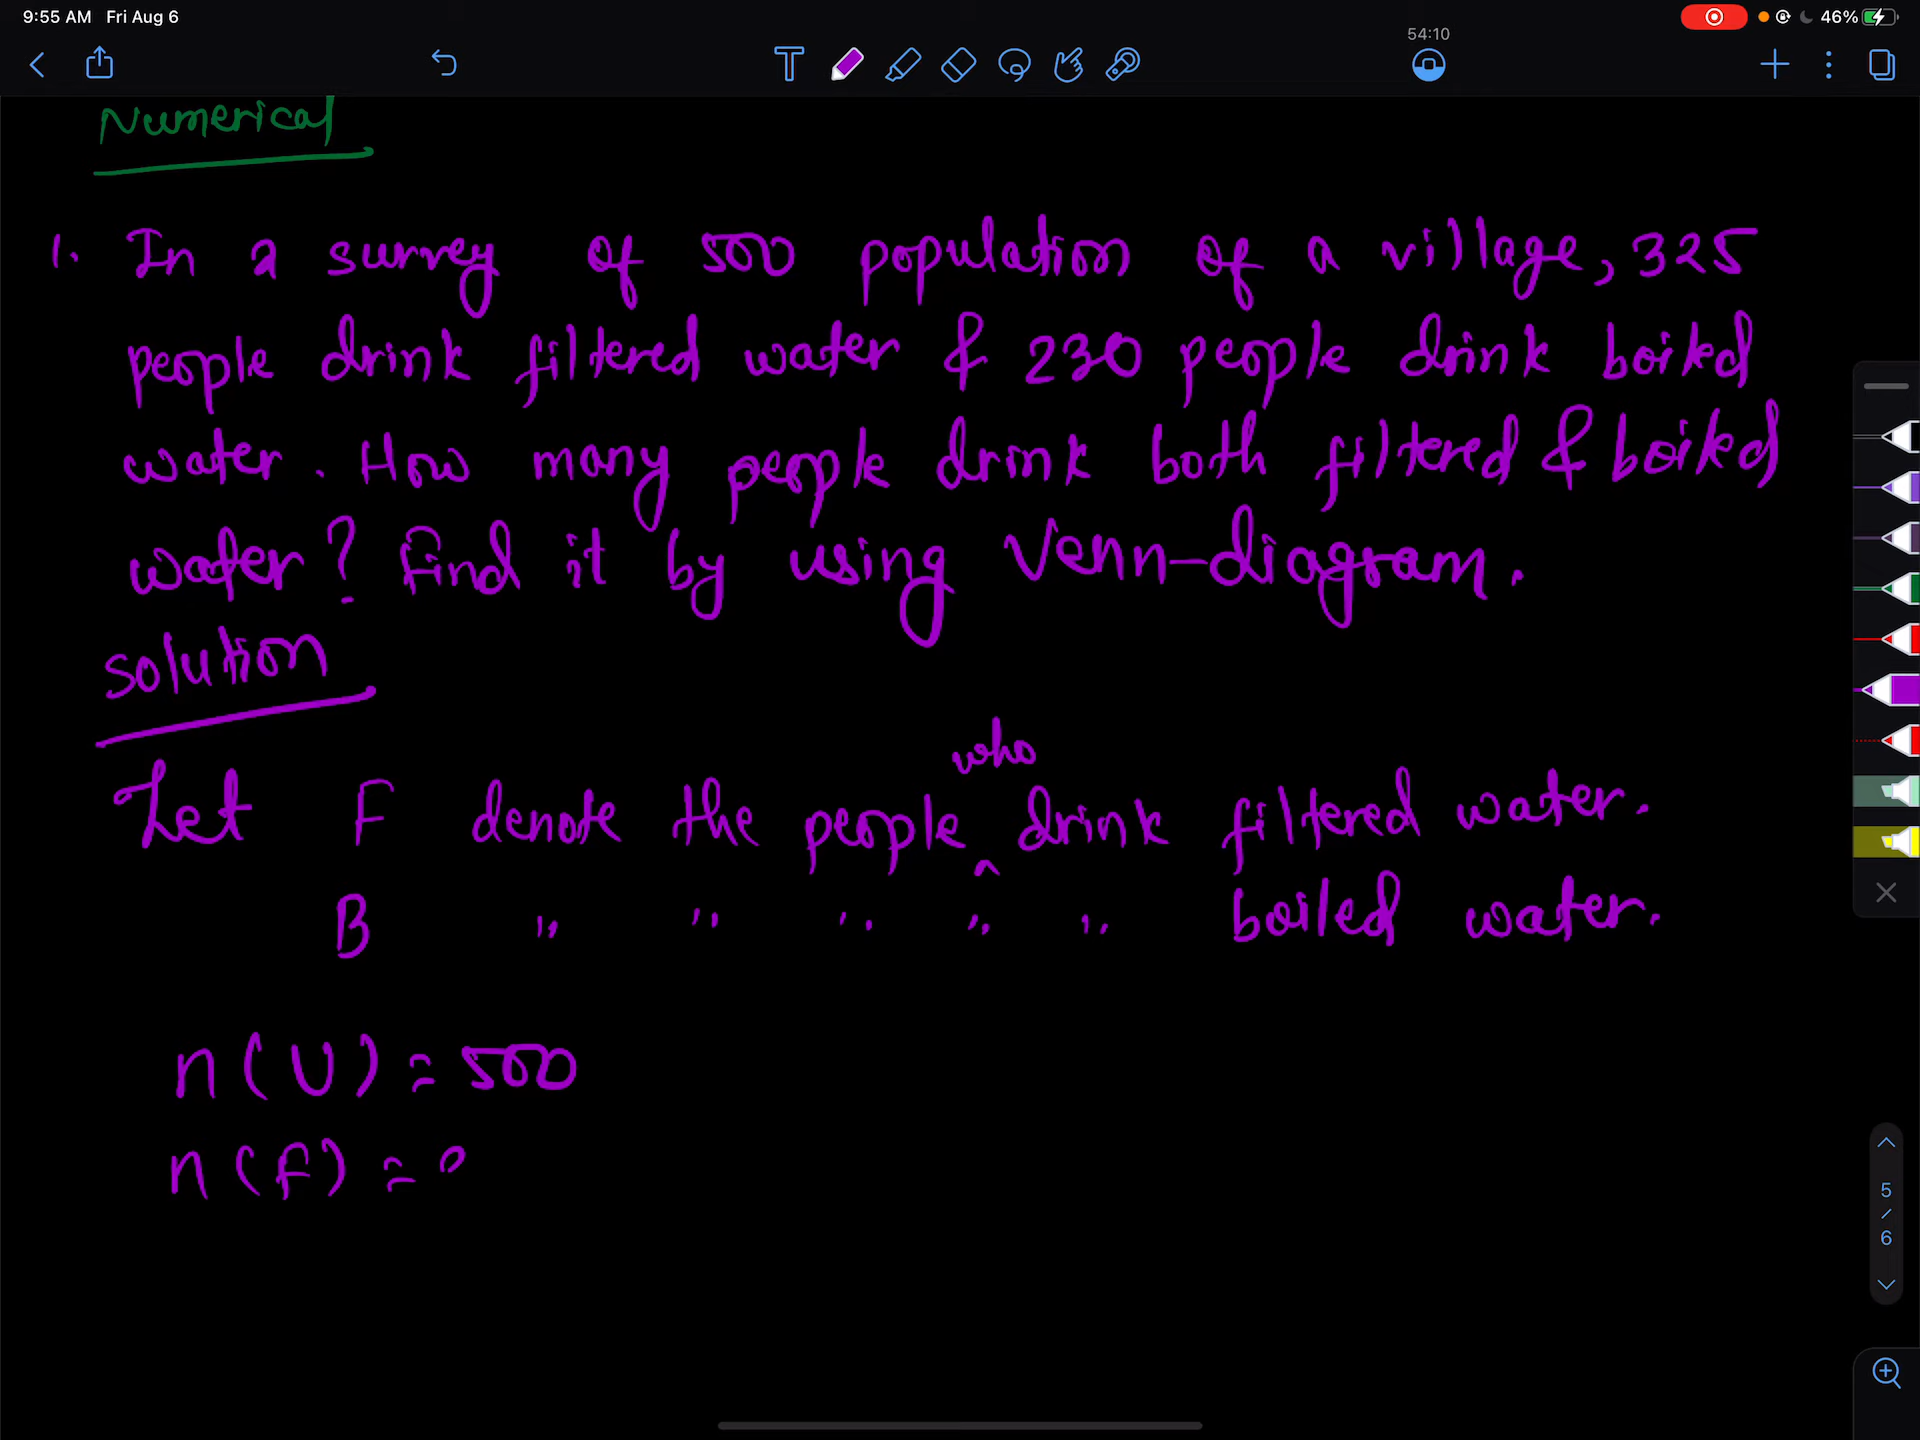 9:55 AM Fri Aug 6
46%
54:10
Numerical
1. In a survey of 500 population of a village, 325
people drink filtered water & 230 people drink boiled
water. How many people drink both filtered & boiled
water? Find it by using Venn-diagram.
solution
who
Let F denote the people ^ drink filtered water.
B " " " " " boiled water.
n(U) = 500
n(F) =
5
/
6